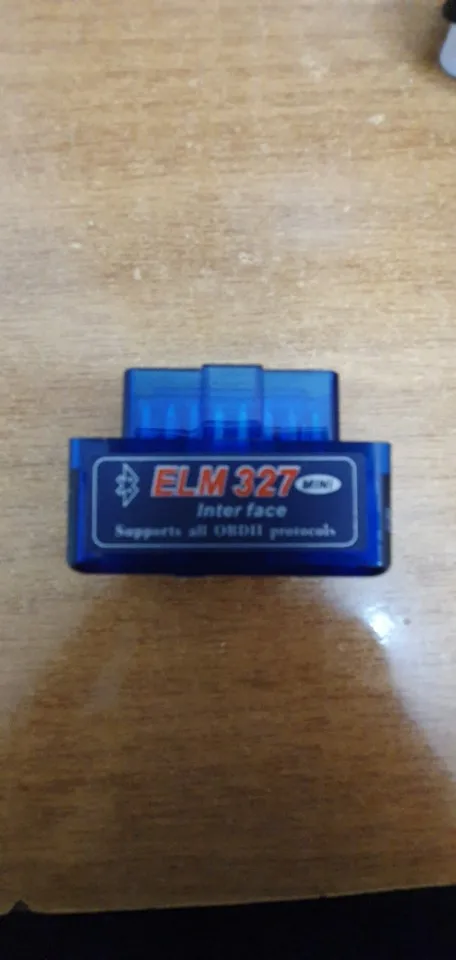 ELM 327 MINI
Inter face
Supports all OBDII protocols